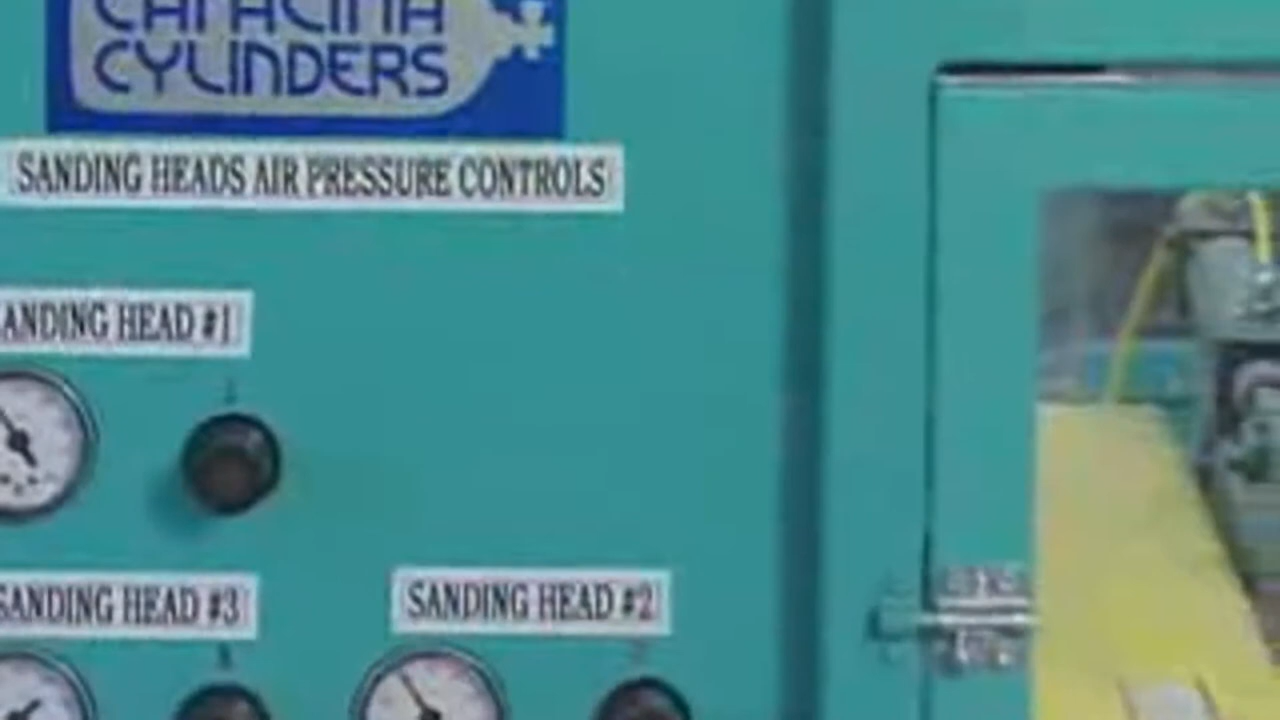 CYLINDERS
SANDING HEADS AIR PRESSURE CONTROLS
ANDING HEAD #1
SANDING HEAD #3
SANDING HEAD #2